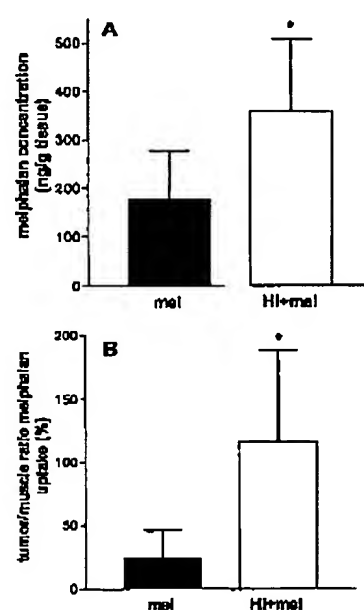 A
500
400
300
200
100
0
melphalan concentration
(ng/g tissue)
*
mel
HI+mel
B
200
150
100
50
0
tumor/muscle ratio melphalan
uptake (%)
*
mel
HI+mel